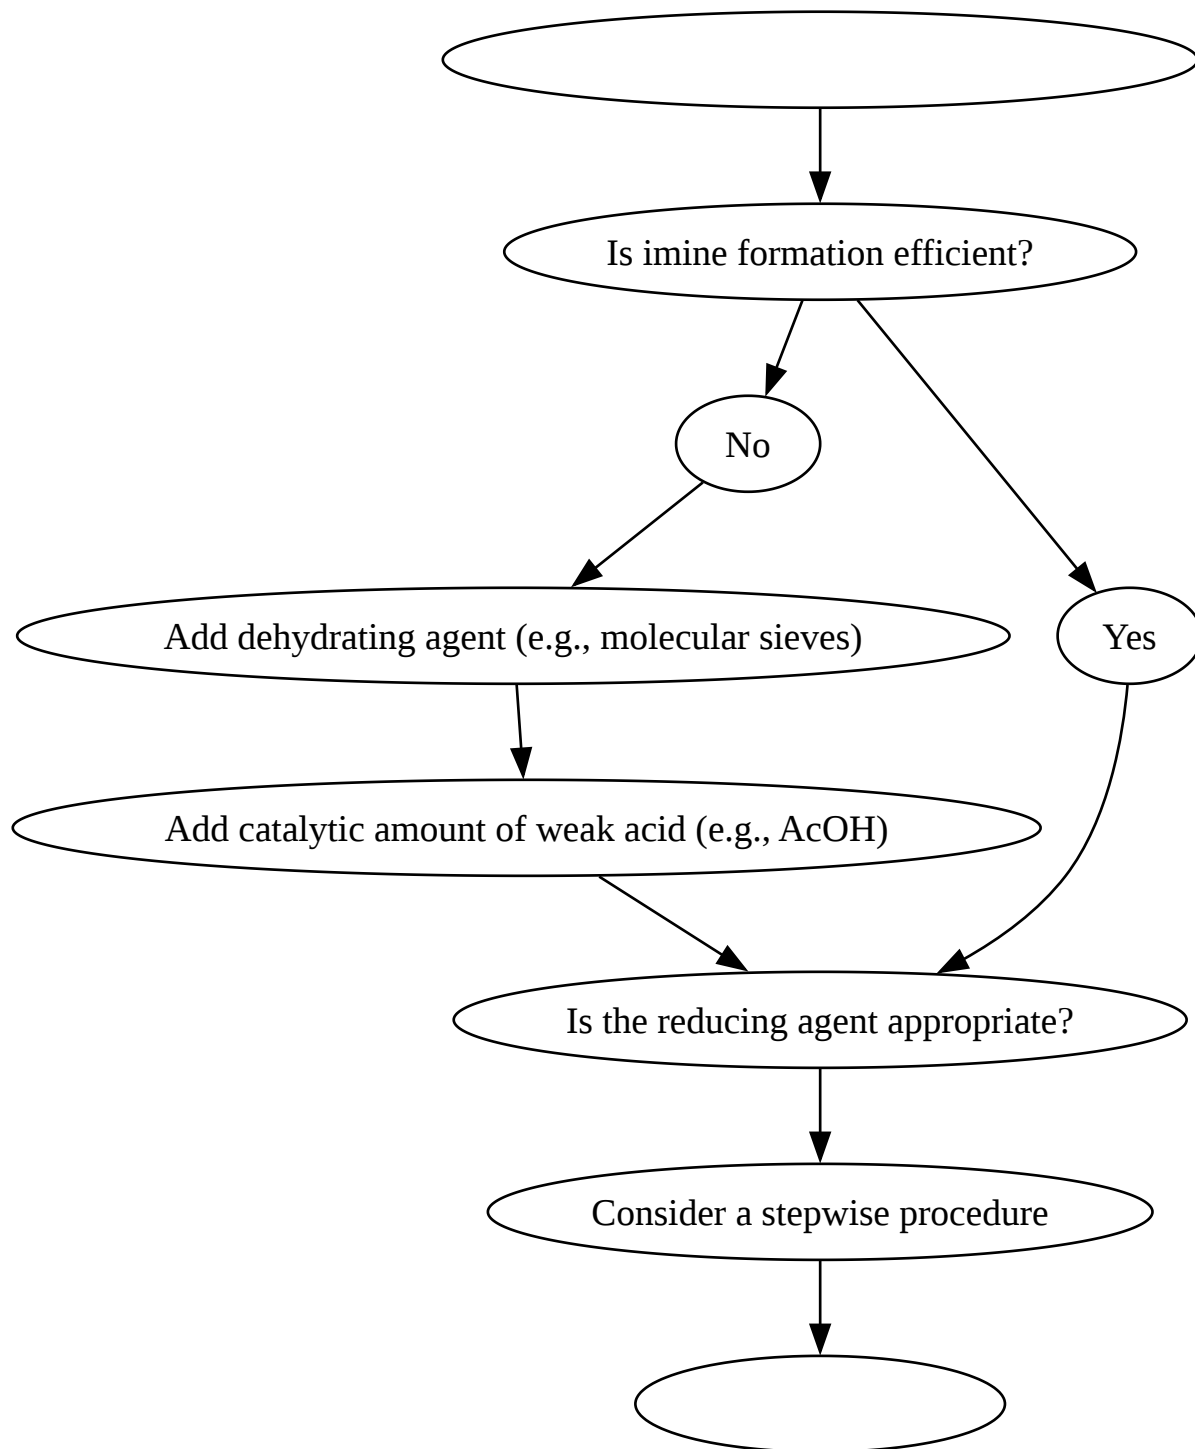 Is imine formation efficient?
No
Add dehydrating agent (e.g., molecular sieves)
Yes
Add catalytic amount of weak acid (e.g., AcOH)
Is the reducing agent appropriate?
Consider a stepwise procedure